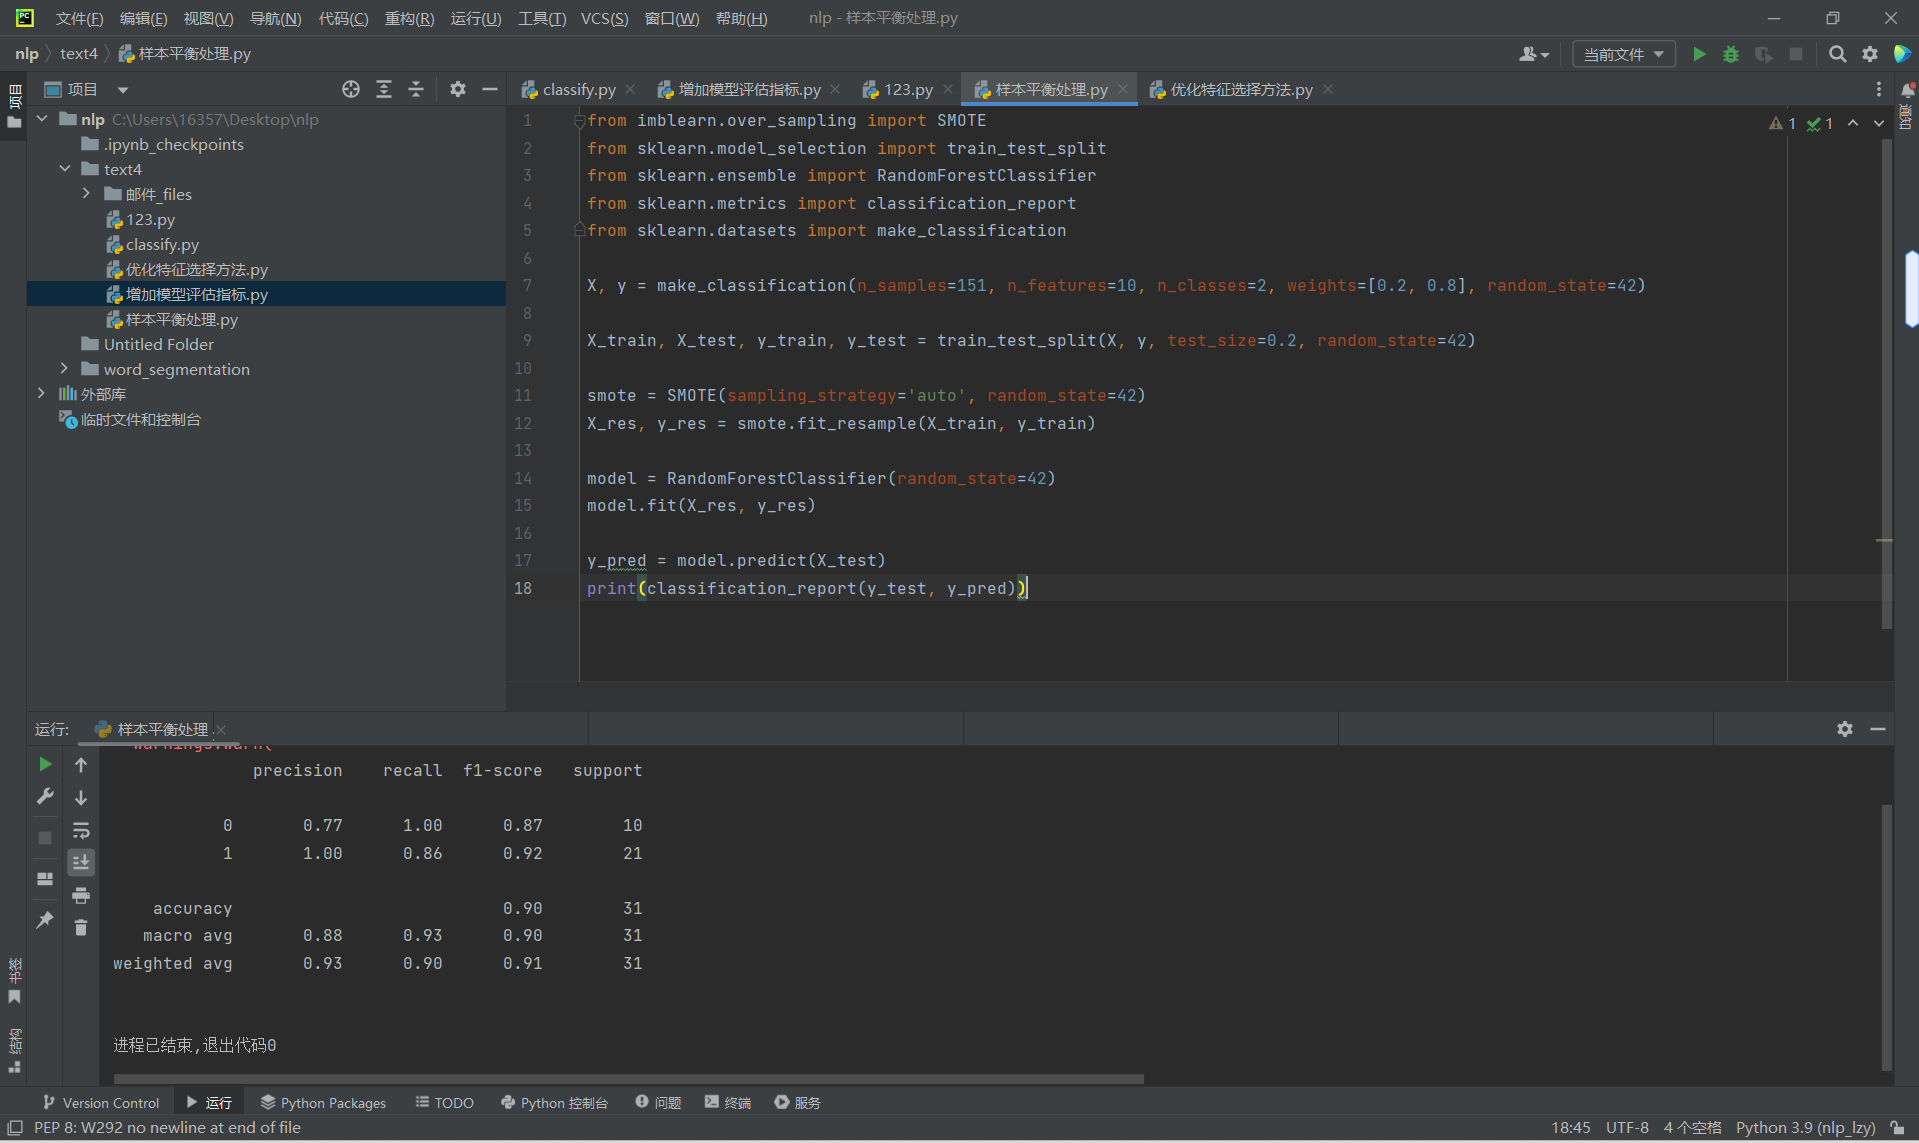 PC 文件(F) 编辑(E) 视图(V) 导航(N) 代码(C) 重构(R) 运行(U) 工具(T) VCS(S) 窗口(W) 帮助(H) nlp - 样本平衡处理.py
nlp text4 样本平衡处理.py 当前文件
项目
项目
classify.py 增加模型评估指标.py 123.py 样本平衡处理.py 优化特征选择方法.py
通知
nlp C:\Users\16357\Desktop\nlp
.ipynb_checkpoints
text4
邮件_files
123.py
classify.py
优化特征选择方法.py
增加模型评估指标.py
样本平衡处理.py
Untitled Folder
word_segmentation
外部库
临时文件和控制台
1 1
1 from imblearn.over_sampling import SMOTE
2 from sklearn.model_selection import train_test_split
3 from sklearn.ensemble import RandomForestClassifier
4 from sklearn.metrics import classification_report
5 from sklearn.datasets import make_classification
6
7 X, y = make_classification(n_samples=151, n_features=10, n_classes=2, weights=[0.2, 0.8], random_state=42)
8
9 X_train, X_test, y_train, y_test = train_test_split(X, y, test_size=0.2, random_state=42)
10
11 smote = SMOTE(sampling_strategy='auto', random_state=42)
12 X_res, y_res = smote.fit_resample(X_train, y_train)
13
14 model = RandomForestClassifier(random_state=42)
15 model.fit(X_res, y_res)
16
17 y_pred = model.predict(X_test)
18 print(classification_report(y_test, y_pred))
运行: 样本平衡处理
warnings.warn(
precision recall f1-score support
0 0.77 1.00 0.87 10
1 1.00 0.86 0.92 21
accuracy 0.90 31
macro avg 0.88 0.93 0.90 31
weighted avg 0.93 0.90 0.91 31
进程已结束,退出代码0
书签
结构
Version Control 运行 Python Packages TODO Python 控制台 问题 终端 服务
PEP 8: W292 no newline at end of file 18:45 UTF-8 4 个空格 Python 3.9 (nlp_lzy)